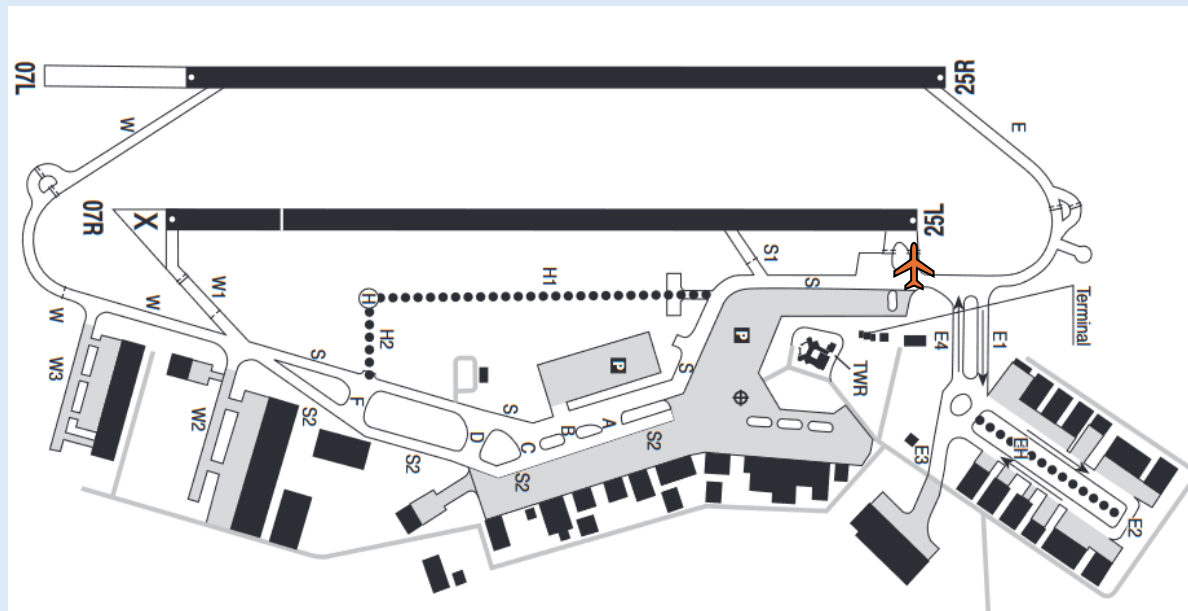 07L
25R
W
E
07R
X
25L
S1
S
H1
W1
H
W
W
H2
S
E4
E1
Terminal
P
P
TWR
S
W3
W2
S2
F
S
A
B
C
D
S2
S2
S2
E3
EH
E2